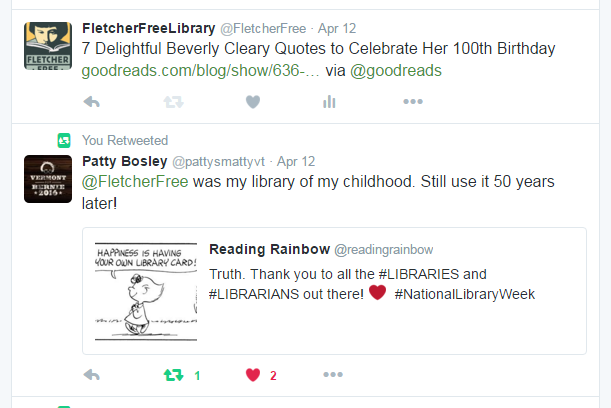 FletcherFreeLibrary @FletcherFree · Apr 12
7 Delightful Beverly Cleary Quotes to Celebrate Her 100th Birthday
goodreads.com/blog/show/636-... via @goodreads
FLETCHER
FREE
You Retweeted
Patty Bosley @pattysmattyvt · Apr 12
@FletcherFree was my library of my childhood. Still use it 50 years
later!
VERMONT
BERNIE
2016
Reading Rainbow @readingrainbow
Truth. Thank you to all the #LIBRARIES and
#LIBRARIANS out there! #NationalLibraryWeek
HAPPINESS IS HAVING
YOUR OWN LIBRARY CARD!
1
2